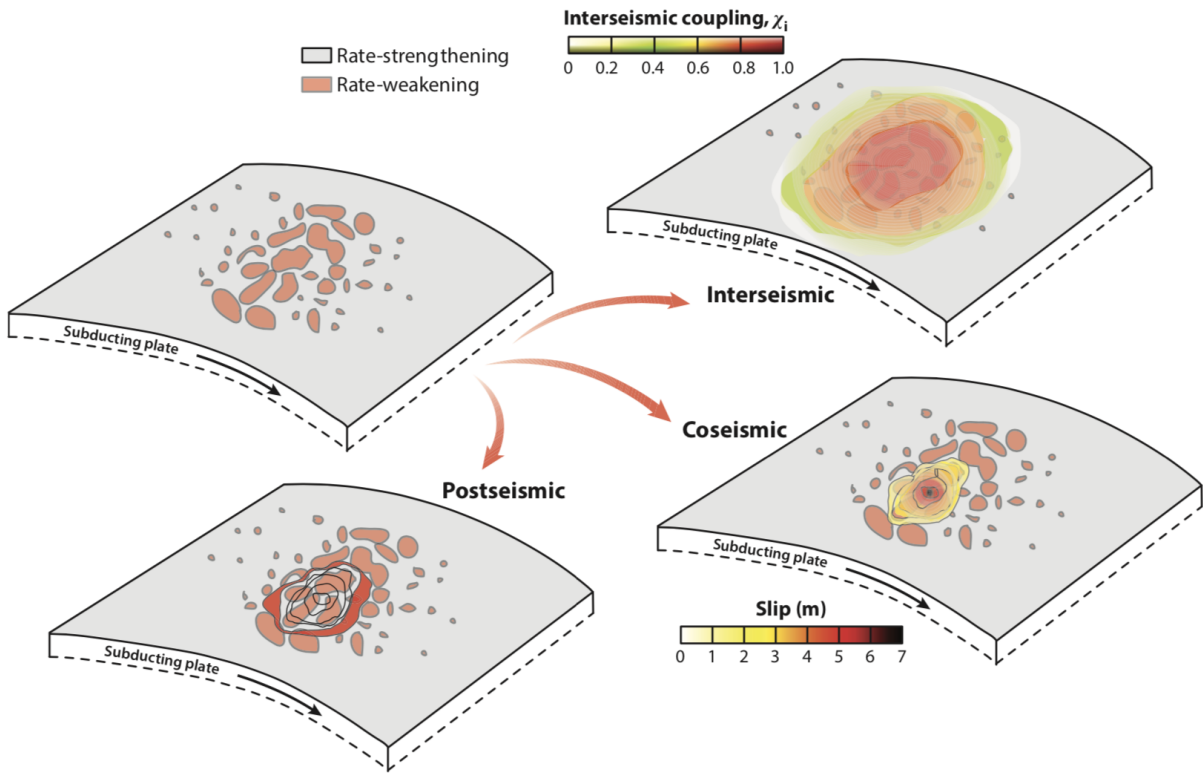 Interseismic coupling, χi
0 0.2 0.4 0.6 0.8 1.0
Rate-strengthening
Rate-weakening
Subducting plate
Subducting plate
Interseismic
Coseismic
Postseismic
Subducting plate
Slip (m)
0 1 2 3 4 5 6 7
Subducting plate